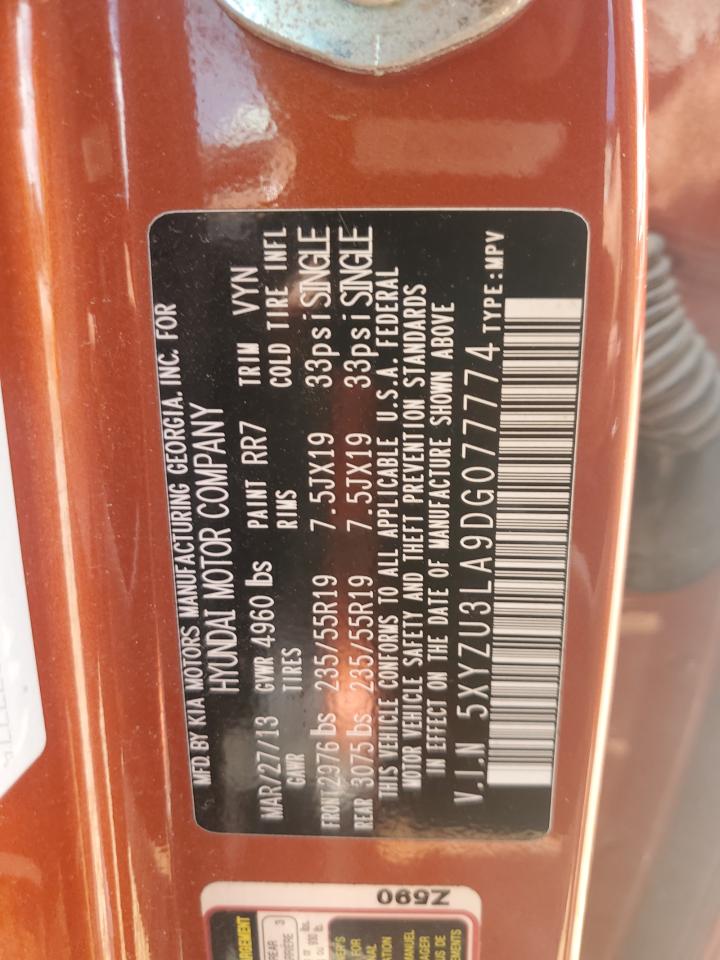 MFD.BY KIA MOTORS MANUFACTURING GEORGIA. INC. FOR
HYUNDAI MOTOR COMPANY
MAR/27/13 GVWR 4960 lbs PAINT RR7 TRIM VYN
GAWR TIRES RIMS COLD TIRE INFL
FRONT 2976 lbs 235/55R19 7.5JX19 33psi SINGLE
REAR 3075 lbs 235/55R19 7.5JX19 33psi SINGLE
THIS VEHICLE CONFORMS TO ALL APPLICABLE U.S.A. FEDERAL
MOTOR VEHICLE SAFETY AND THEFT PREVENTION STANDARDS
IN EFFECT ON THE DATE OF MANUFACTURE SHOWN ABOVE
V.I.N 5XYZU3LA9DG077774 TYPE:MPV
Z590